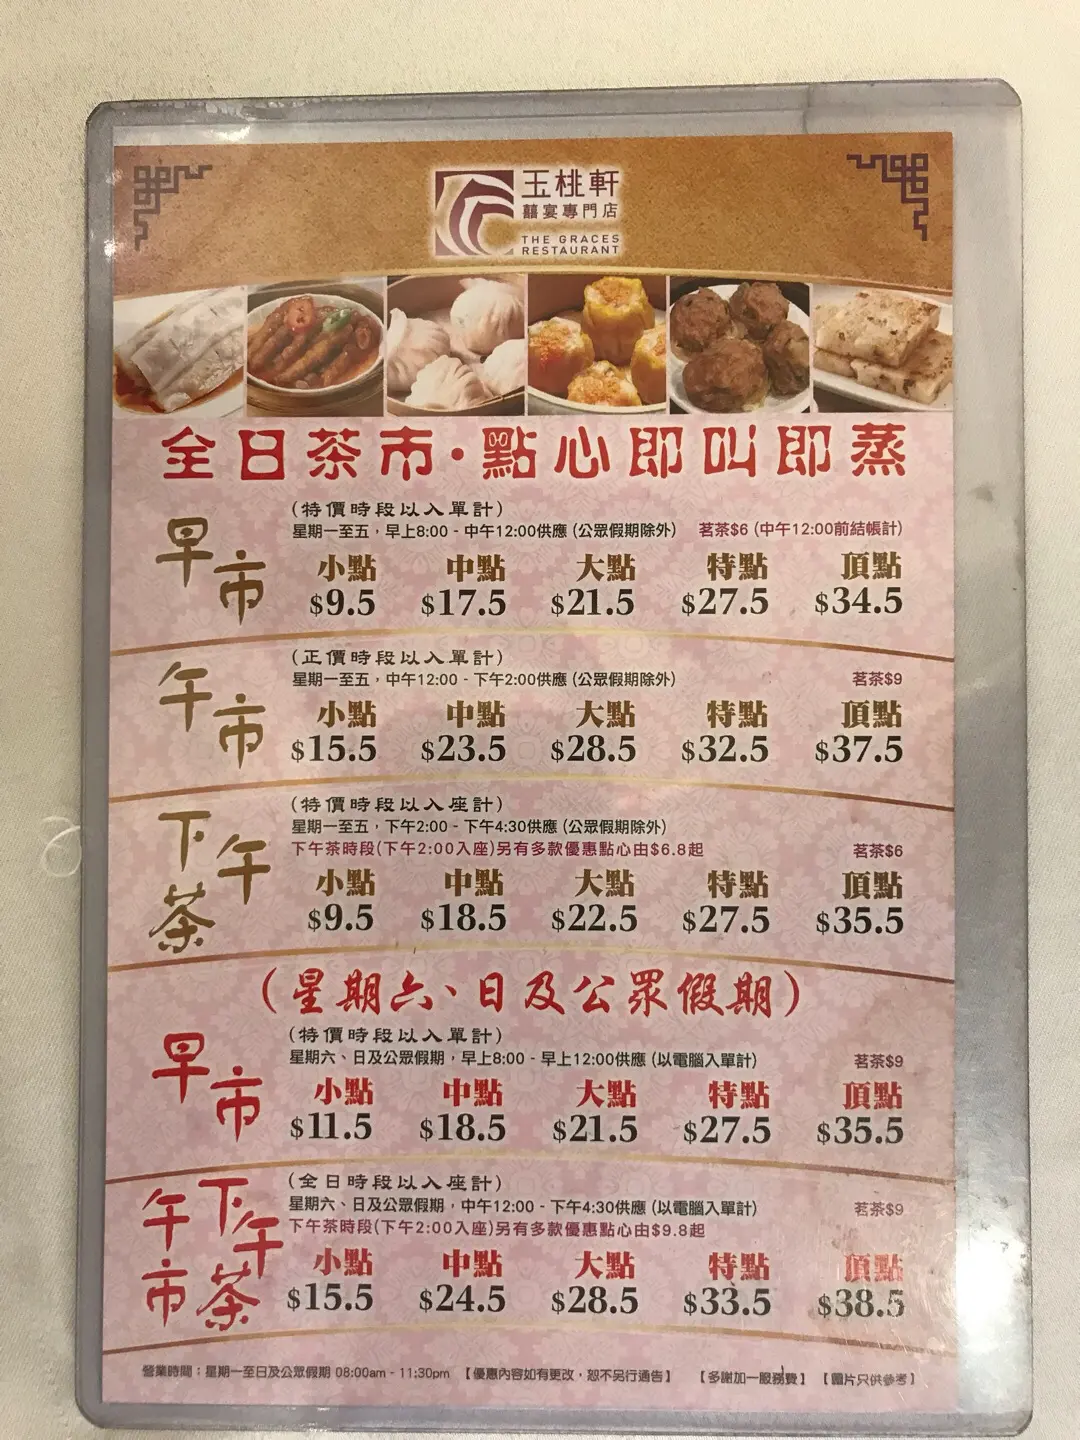 玉桃軒
囍宴專門店
THE GRACES
RESTAURANT
全日茶市·點心即叫即蒸
早市
(特價時段以入單計)
星期一至五，早上8:00 - 中午12:00供應 (公眾假期除外) 茗茶$6 (中午12:00前結帳計)
小點 中點 大點 特點 頂點
$9.5 $17.5 $21.5 $27.5 $34.5
午市
(正價時段以入單計)
星期一至五，中午12:00 - 下午2:00供應 (公眾假期除外) 茗茶$9
小點 中點 大點 特點 頂點
$15.5 $23.5 $28.5 $32.5 $37.5
下午茶
(特價時段以入座計)
星期一至五，下午2:00 - 下午4:30供應 (公眾假期除外)
下午茶時段(下午2:00入座)另有多款優惠點心由$6.8起 茗茶$6
小點 中點 大點 特點 頂點
$9.5 $18.5 $22.5 $27.5 $35.5
(星期六、日及公眾假期)
早市
(特價時段以入單計)
星期六、日及公眾假期，早上8:00 - 早上12:00供應 (以電腦入單計) 茗茶$9
小點 中點 大點 特點 頂點
$11.5 $18.5 $21.5 $27.5 $35.5
午市 下午茶
(全日時段以入座計)
星期六、日及公眾假期，中午12:00 - 下午4:30供應 (以電腦入單計) 茗茶$9
下午茶時段(下午2:00入座)另有多款優惠點心由$9.8起
小點 中點 大點 特點 頂點
$15.5 $24.5 $28.5 $33.5 $38.5
營業時間：星期一至日及公眾假期 08:00am - 11:30pm 【優惠內容如有更改，恕不另行通告】 【多謝加一服務費】 【圖片只供參考】